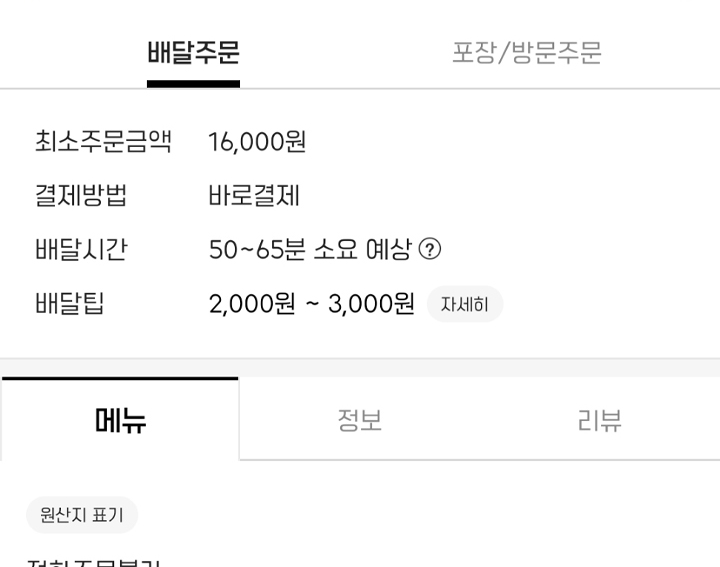 배달주문 포장/방문주문
최소주문금액 16,000원
결제방법 바로결제
배달시간 50~65분 소요 예상 ?
배달팁 2,000원 ~ 3,000원 자세히
메뉴 정보 리뷰
원산지 표기